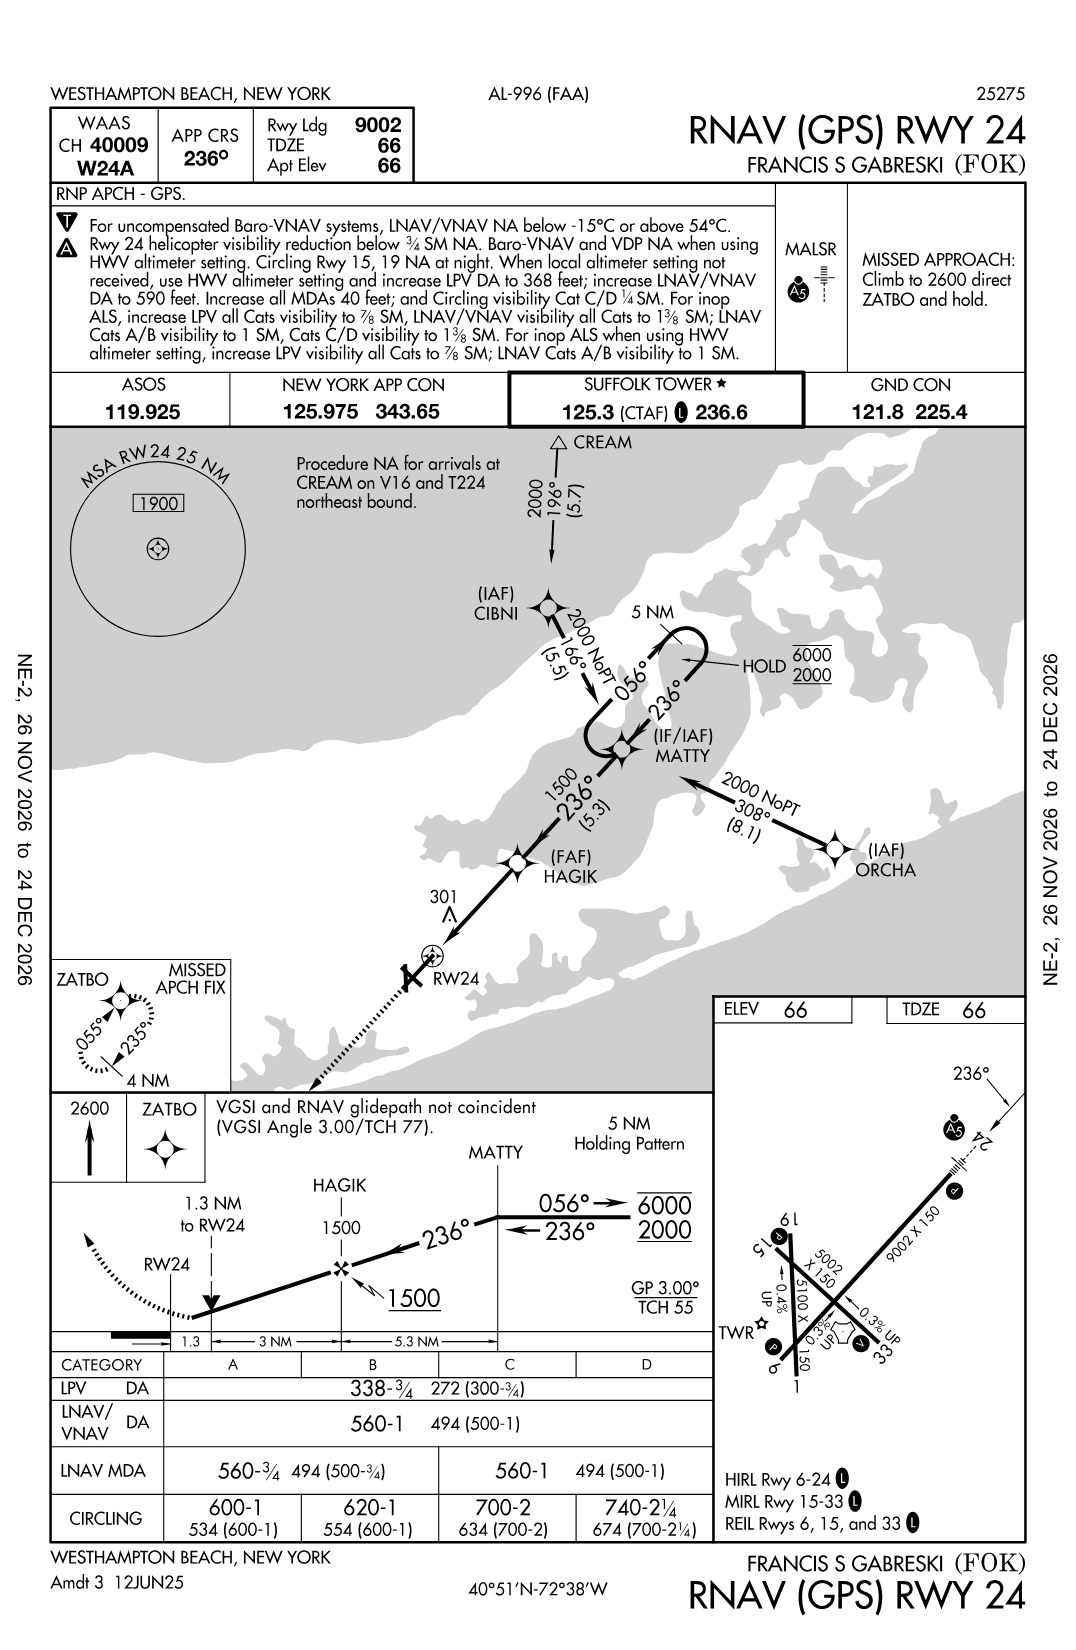 WESTHAMPTON BEACH, NEW YORK
AL-996 (FAA)
25275
WAAS
CH 40009
W24A
APP CRS
236°
Rwy Ldg 9002
TDZE 66
Apt Elev 66
RNAV (GPS) RWY 24
FRANCIS S GABRESKI (FOK)
RNP APCH - GPS.
T
A
For uncompensated Baro-VNAV systems, LNAV/VNAV NA below -15°C or above 54°C.
Rwy 24 helicopter visibility reduction below ¾ SM NA. Baro-VNAV and VDP NA when using
HWV altimeter setting. Circling Rwy 15, 19 NA at night. When local altimeter setting not
received, use HWV altimeter setting and increase LPV DA to 368 feet; increase LNAV/VNAV
DA to 590 feet. Increase all MDAs 40 feet; and Circling visibility Cat C/D ¼ SM. For inop
ALS, increase LPV all Cats visibility to ⅞ SM, LNAV/VNAV visibility all Cats to 1⅜ SM; LNAV
Cats A/B visibility to 1 SM, Cats C/D visibility to 1⅜ SM. For inop ALS when using HWV
altimeter setting, increase LPV visibility all Cats to ⅞ SM; LNAV Cats A/B visibility to 1 SM.
MALSR
A5
MISSED APPROACH:
Climb to 2600 direct
ZATBO and hold.
ASOS
119.925
NEW YORK APP CON
125.975 343.65
SUFFOLK TOWER ★
125.3 (CTAF) L 236.6
GND CON
121.8 225.4
MSA RW24 25 NM
1900
Procedure NA for arrivals at
CREAM on V16 and T224
northeast bound.
CREAM
2000
196°
(5.7)
(IAF)
CIBNI
2000 NoPT
166°
(5.5)
5 NM
056°
236°
HOLD
6000
2000
(IF/IAF)
MATTY
1500
236°
(5.3)
2000 NoPT
308°
(8.1)
(IAF)
ORCHA
(FAF)
HAGIK
301
RW24
ZATBO
MISSED
APCH FIX
055°
235°
4 NM
NE-2, 26 NOV 2026 to 24 DEC 2026
NE-2, 26 NOV 2026 to 24 DEC 2026
ELEV 66
TDZE 66
236°
A5
24
P
9002 X 150
19
P
15
5002
X 150
0.4%
UP
5100 X
150
0.3%
UP
0.3% UP
TWR
P
6
V
33
1
HIRL Rwy 6-24 L
MIRL Rwy 15-33 L
REIL Rwys 6, 15, and 33 L
2600
ZATBO
VGSI and RNAV glidepath not coincident
(VGSI Angle 3.00/TCH 77).
5 NM
Holding Pattern
MATTY
HAGIK
1.3 NM
to RW24
1500
RW24
056°
6000
236°
236°
2000
1500
GP 3.00°
TCH 55
1.3
3 NM
5.3 NM
CATEGORY A B C D
LPV DA 338-¾ 272 (300-¾)
LNAV/
VNAV DA 560-1 494 (500-1)
LNAV MDA 560-¾ 494 (500-¾) 560-1 494 (500-1)
CIRCLING
600-1 620-1 700-2 740-2¼
534 (600-1) 554 (600-1) 634 (700-2) 674 (700-2¼)
WESTHAMPTON BEACH, NEW YORK
Amdt 3 12JUN25
40°51'N-72°38'W
FRANCIS S GABRESKI (FOK)
RNAV (GPS) RWY 24